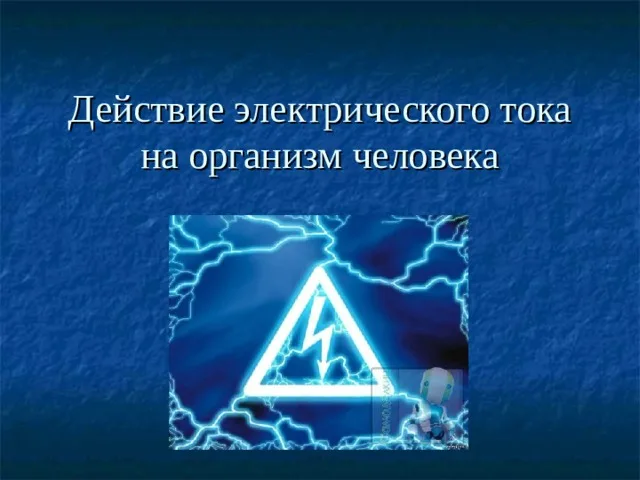 Действие электрического тока
на организм человека